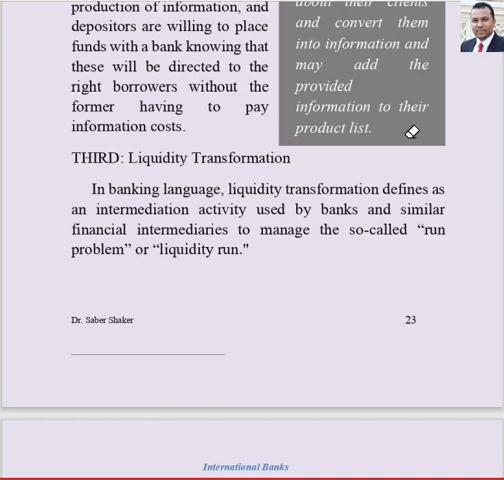 production of information, and
depositors are willing to place
funds with a bank knowing that
these will be directed to the
right borrowers without the
former having to pay
information costs.
about their clients
and convert them
into information and
may add the
provided
information to their
product list.
THIRD: Liquidity Transformation
In banking language, liquidity transformation defines as
an intermediation activity used by banks and similar
financial intermediaries to manage the so-called “run
problem” or “liquidity run."
Dr. Saber Shaker
23
International Banks